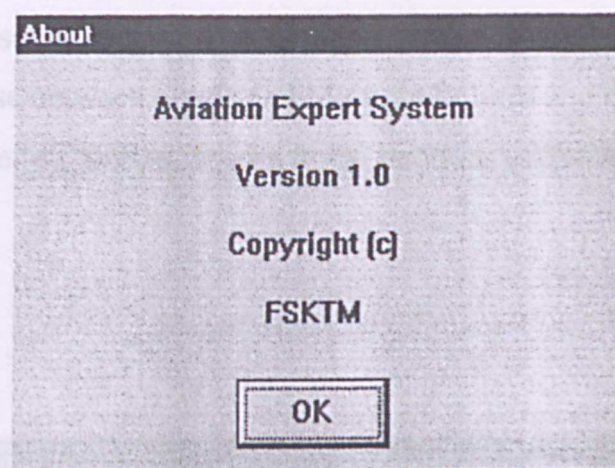 About
Aviation Expert System
Version 1.0
Copyright (c)
FSKTM
OK